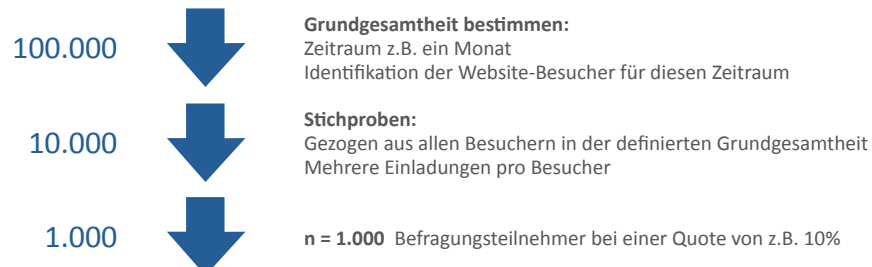 100.000
Grundgesamtheit bestimmen:
Zeitraum z.B. ein Monat
Identifikation der Website-Besucher für diesen Zeitraum
10.000
Stichproben:
Gezogen aus allen Besuchern in der definierten Grundgesamtheit
Mehrere Einladungen pro Besucher
1.000
n = 1.000 Befragungsteilnehmer bei einer Quote von z.B. 10%